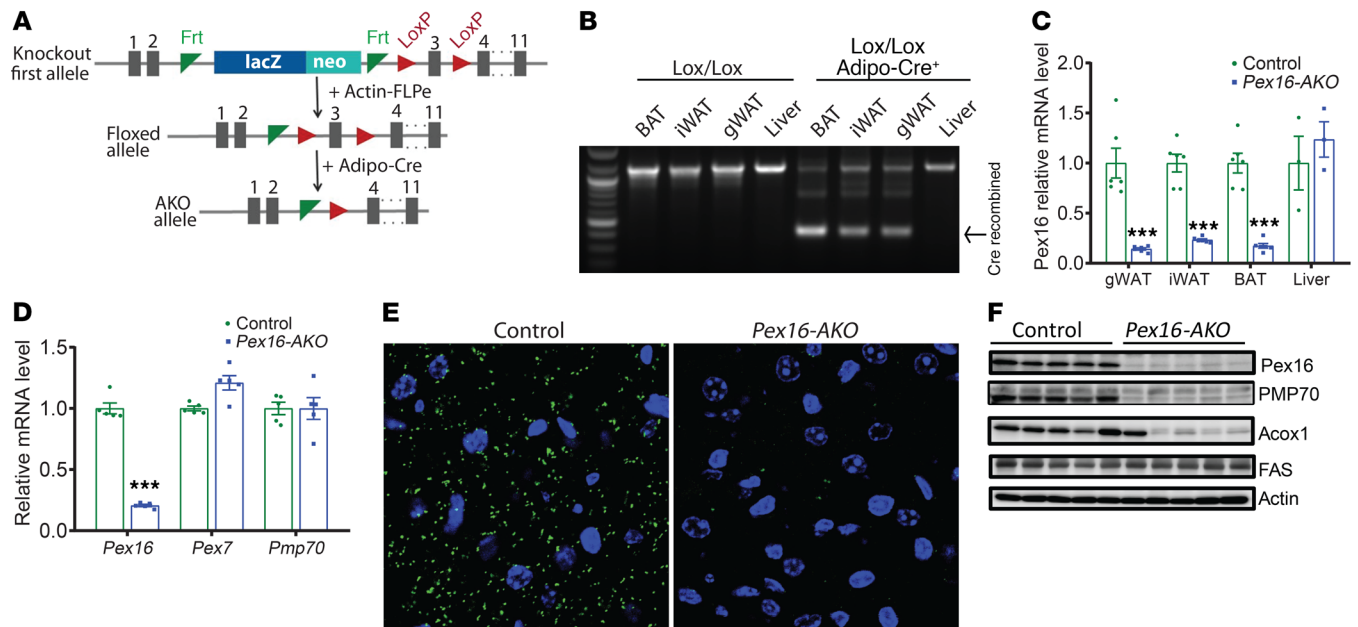 A
Knockout
first allele
1 2 Frt lacZ neo Frt LoxP 3 LoxP 4 11
+ Actin-FLPe
Floxed
allele
1 2 3 4 11
+ Adipo-Cre
AKO
allele
1 2 4 11
B
Lox/Lox
Lox/Lox
Adipo-Cre+
BAT iWAT gWAT Liver BAT iWAT gWAT Liver
Cre recombined
C
Control
Pex16-AKO
Pex16 relative mRNA level
2.0
1.5
1.0
0.5
0.0
*** *** ***
gWAT iWAT BAT Liver
D
Control
Pex16-AKO
Relative mRNA level
1.5
1.0
0.5
0.0
***
Pex16 Pex7 Pmp70
E
Control Pex16-AKO
F
Control Pex16-AKO
Pex16
PMP70
Acox1
FAS
Actin